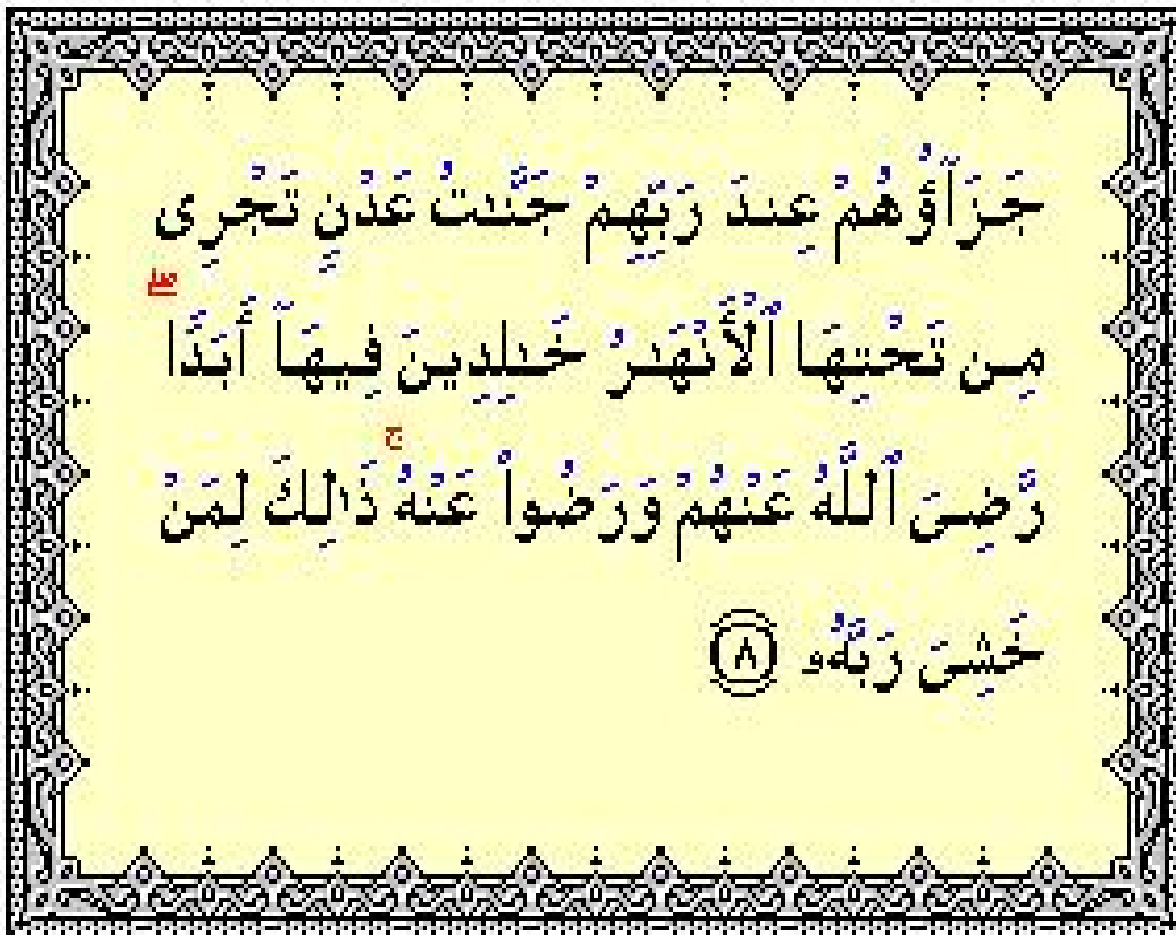 جَزَآؤُهُمْ عِندَ رَبِّهِمْ جَنَّـٰتُ عَدْنٍ تَجْرِى
مِن تَحْتِهَا ٱلْأَنْهَـٰرُ خَـٰلِدِينَ فِيهَآ أَبَدًا ۖ
رَّضِىَ ٱللَّهُ عَنْهُمْ وَرَضُوا۟ عَنْهُ ۚ ذَٰلِكَ لِمَنْ
خَشِىَ رَبَّهُۥ ٨